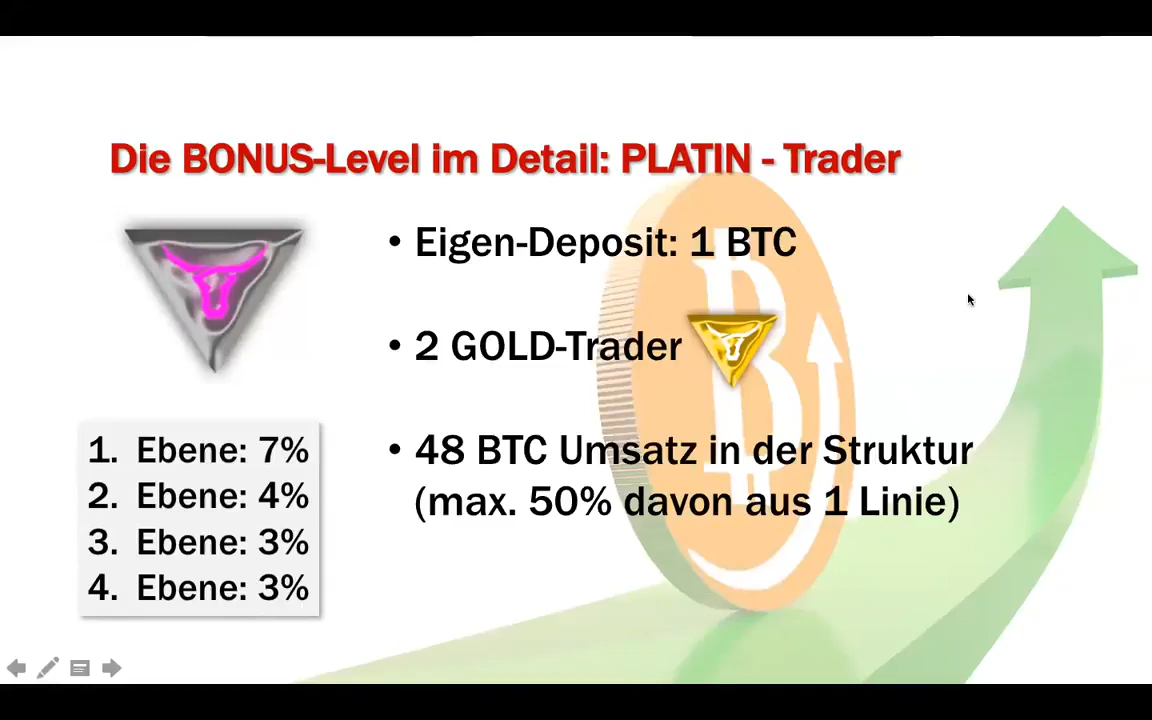 Die BONUS-Level im Detail: PLATIN - Trader
• Eigen-Deposit: 1 BTC
• 2 GOLD-Trader
• 48 BTC Umsatz in der Struktur
(max. 50% davon aus 1 Linie)
1. Ebene: 7%
2. Ebene: 4%
3. Ebene: 3%
4. Ebene: 3%